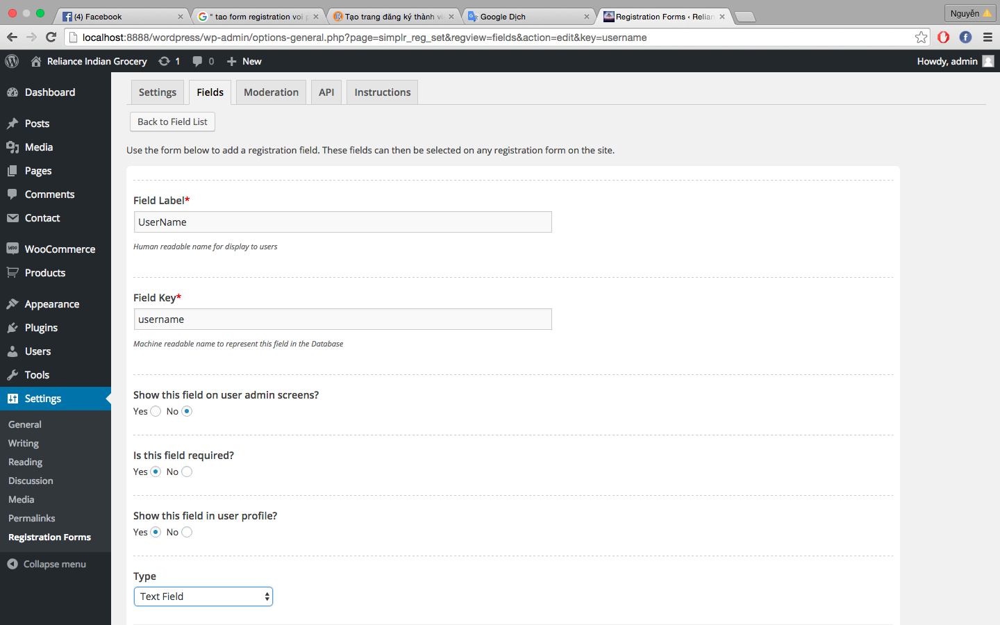 (4) Facebook
" tao form registration voi p
Tạo trang đăng ký thành vi
Google Dịch
Registration Forms ‹ Relian
Nguyễn
localhost:8888/wordpress/wp-admin/options-general.php?page=simplr_reg_set&regview=fields&action=edit&key=username
Reliance Indian Grocery
1
0
New
Howdy, admin
Dashboard
Posts
Media
Pages
Comments
Contact
WooCommerce
Products
Appearance
Plugins
Users
Tools
Settings
General
Writing
Reading
Discussion
Media
Permalinks
Registration Forms
Collapse menu
Settings
Fields
Moderation
API
Instructions
Back to Field List
Use the form below to add a registration field. These fields can then be selected on any registration form on the site.
Field Label*
UserName
Human readable name for display to users
Field Key*
username
Machine readable name to represent this field in the Database
Show this field on user admin screens?
Yes No
Is this field required?
Yes No
Show this field in user profile?
Yes No
Type
Text Field